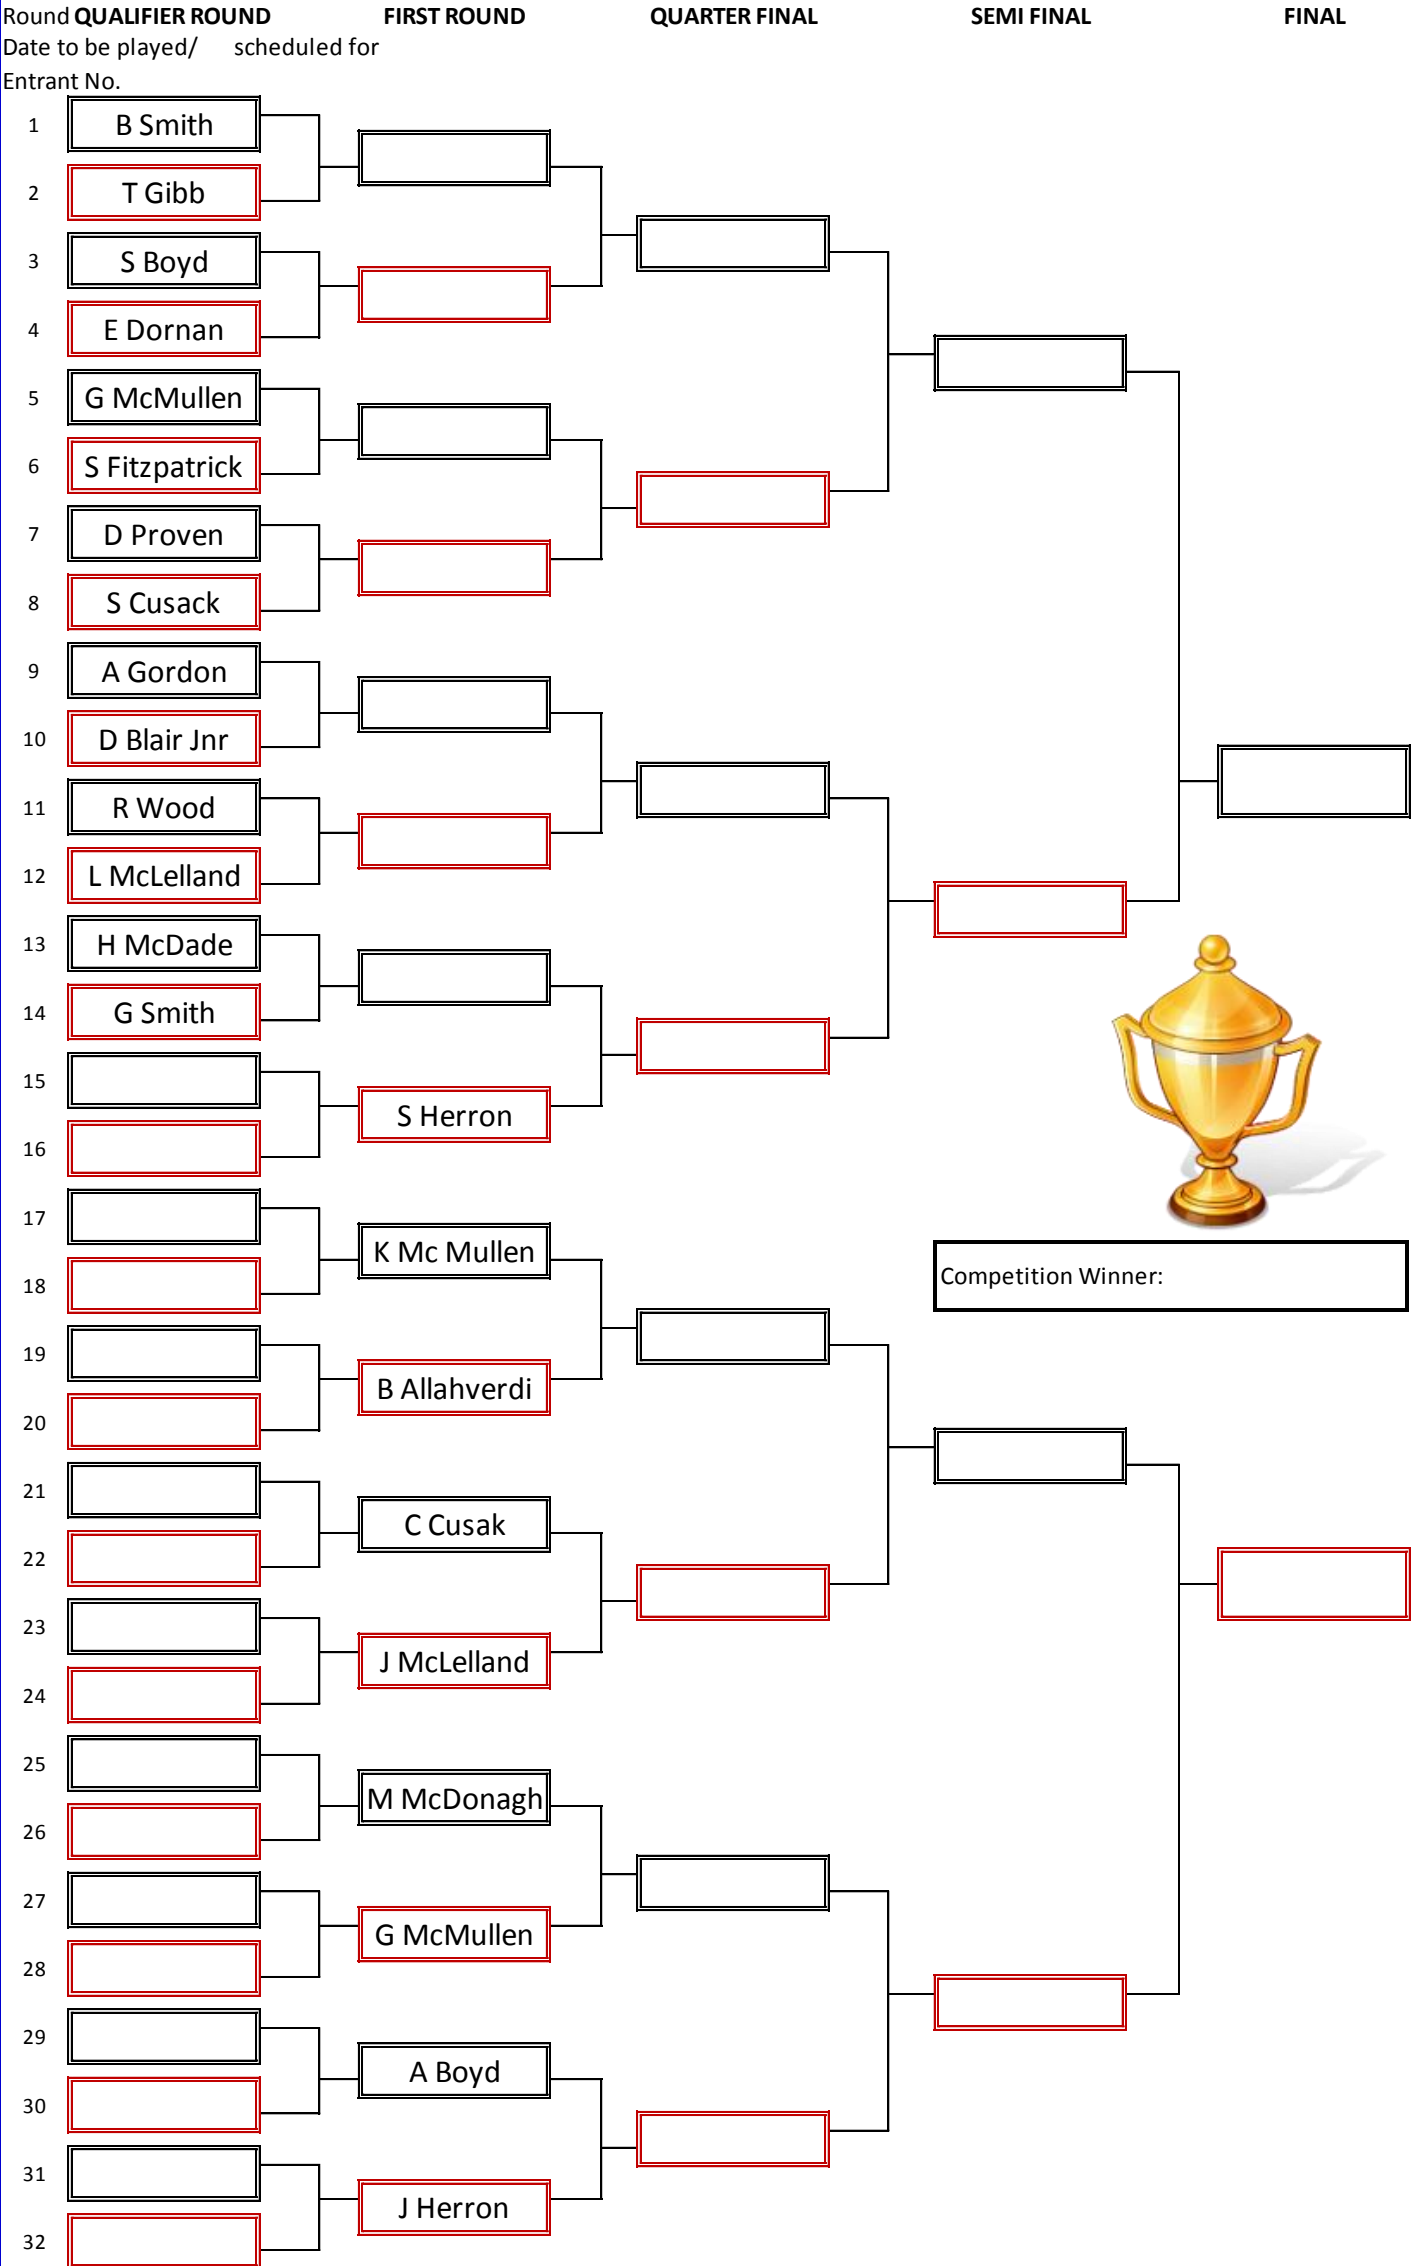 Round QUALIFIER ROUND FIRST ROUND QUARTER FINAL SEMI FINAL FINAL
Date to be played/ scheduled for
Entrant No.
1 B Smith
2 T Gibb
3 S Boyd
4 E Dornan
5 G McMullen
6 S Fitzpatrick
7 D Proven
8 S Cusack
9 A Gordon
10 D Blair Jnr
11 R Wood
12 L McLelland
13 H McDade
14 G Smith
15
S Herron
16
17
K Mc Mullen
18
Competition Winner:
19
B Allahverdi
20
21
C Cusak
22
23
J McLelland
24
25
M McDonagh
26
27
G McMullen
28
29
A Boyd
30
31
J Herron
32